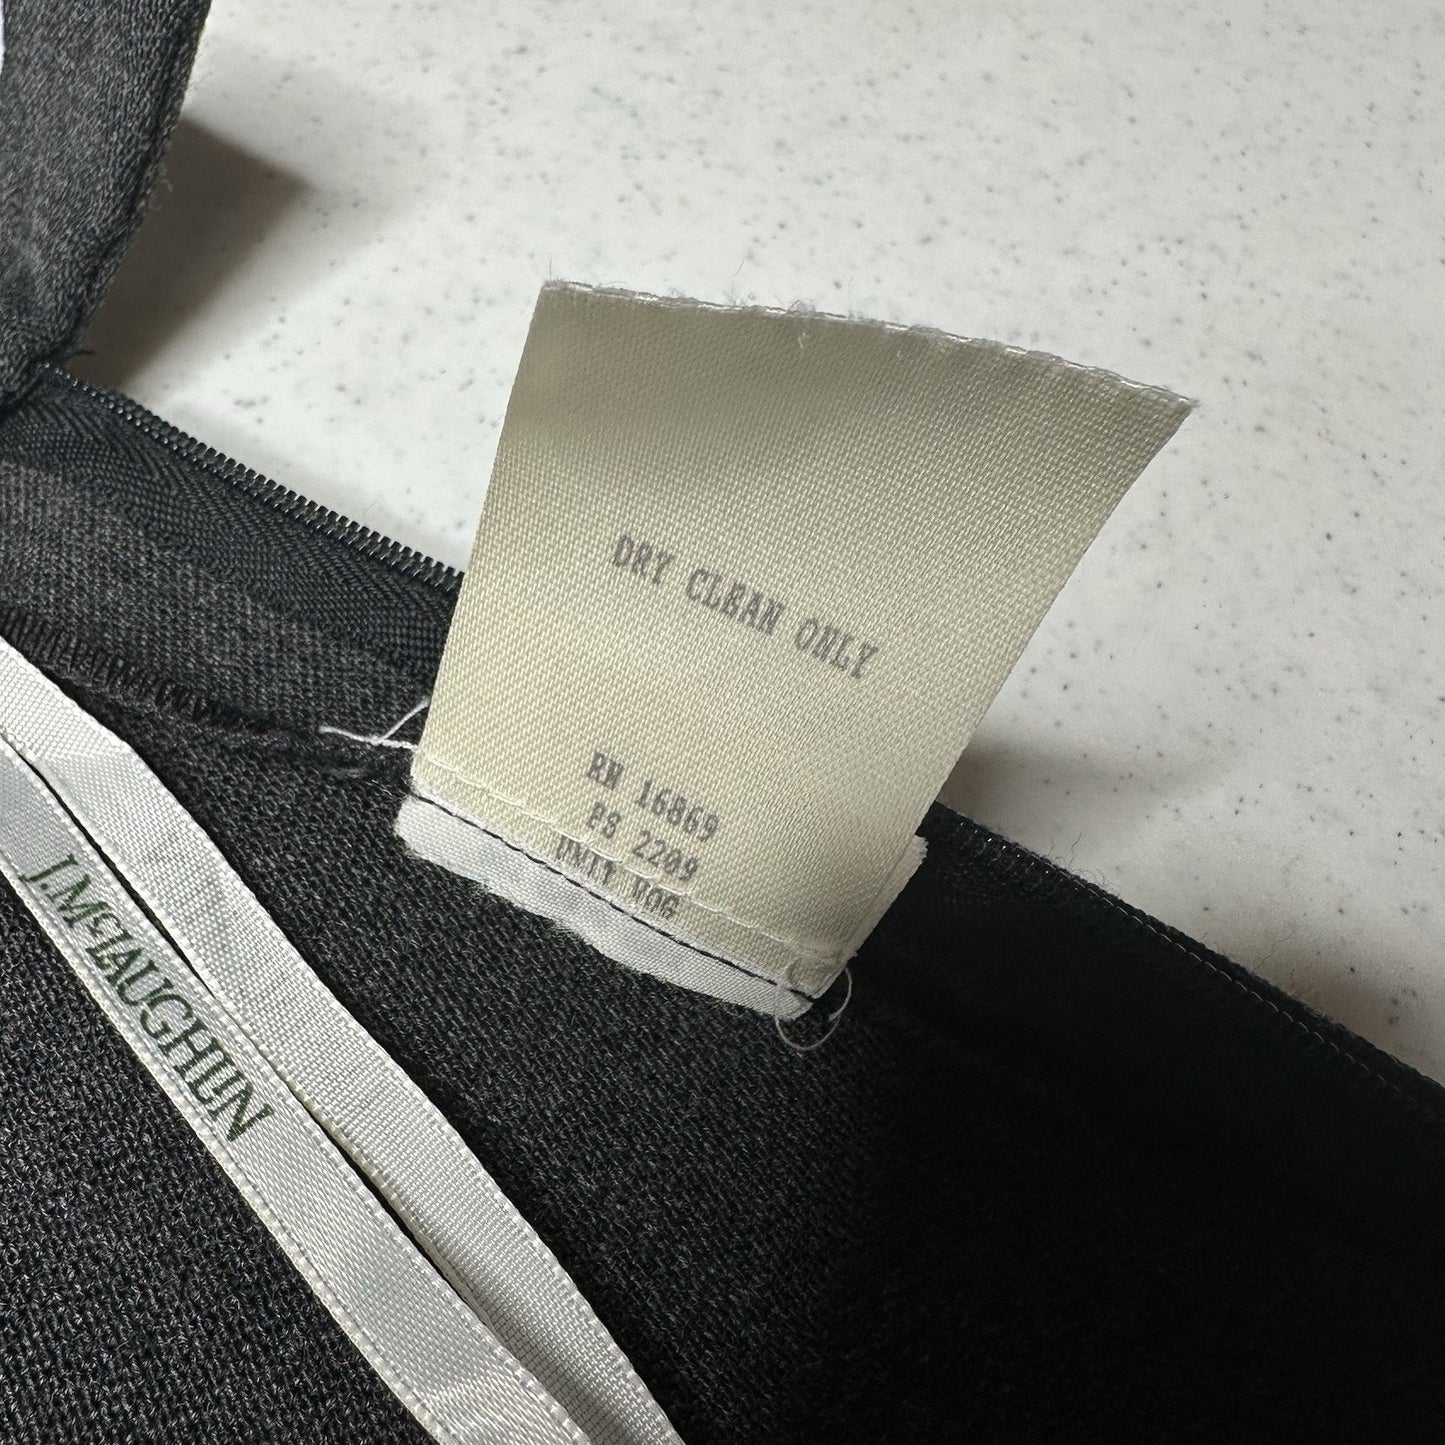 DRY CLEAN ONLY
RN 16869
PS 2209
J.McLAUGHLIN